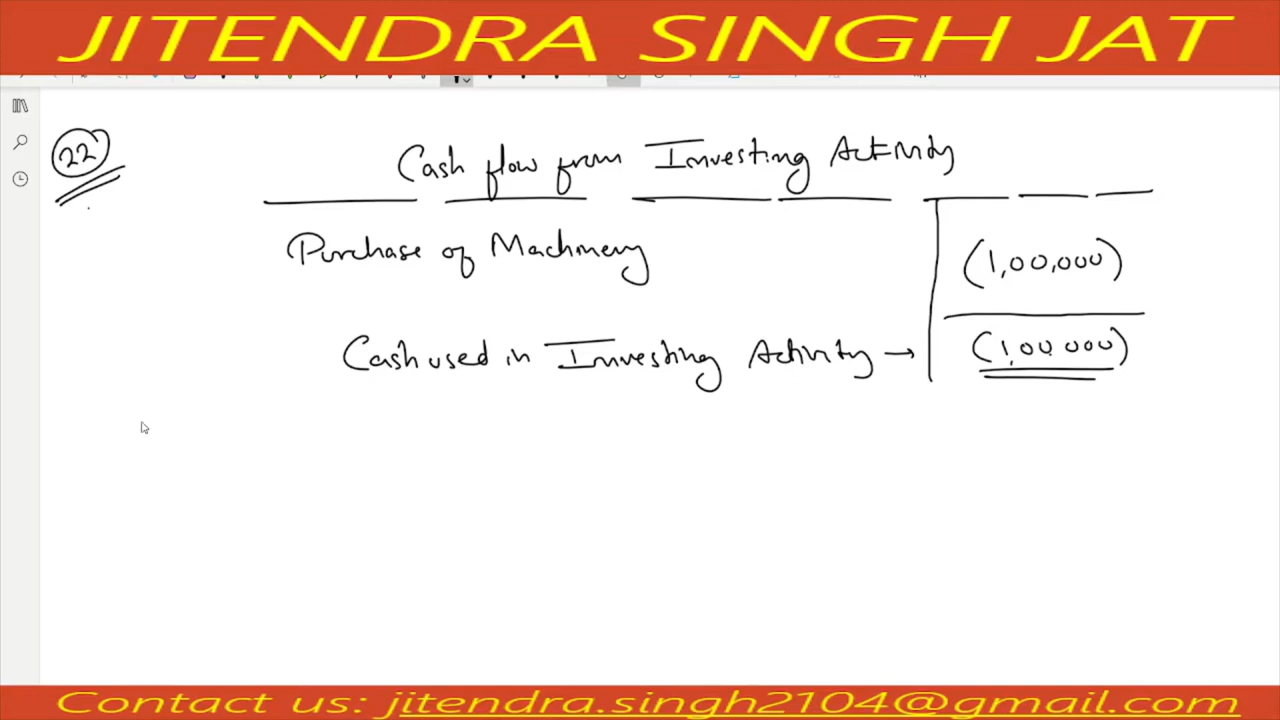 JITENDRA SINGH JAT
22
Cash flow from Investing Activity
Purchase of Machinery (1,00,000)
Cash used in Investing Activity → (1,00,000)
Contact us: jitendra.singh2104@gmail.com